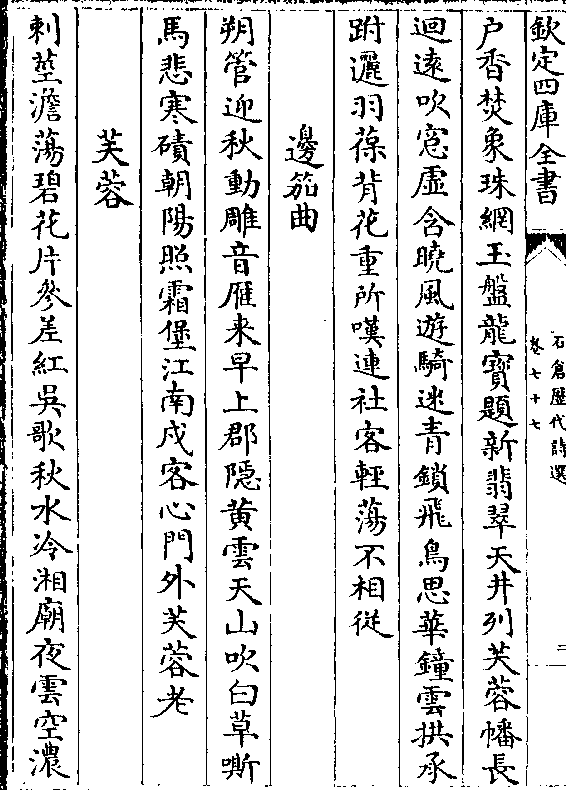 欽定四庫全書
石倉歷代詩選
卷七十七
二
户香焚象珠網玉盤龍寳題新翡翠天井列芙蓉幡長
迴逺吹窓虚含曉風遊騎迷青鎖飛鳥思華鐘雲拱承
跗邐羽葆背花重所嘆連社客輕蕩不相從
邊笳曲
朔管迎秋動雕音雁来早上郡隠黄雲天山吹白草嘶
馬悲寒磧朝陽照霜堡江南戍客心門外芙蓉老
芙蓉
刺莖澹蕩碧花片參差紅吳歌秋水冷湘廟夜雲空濃